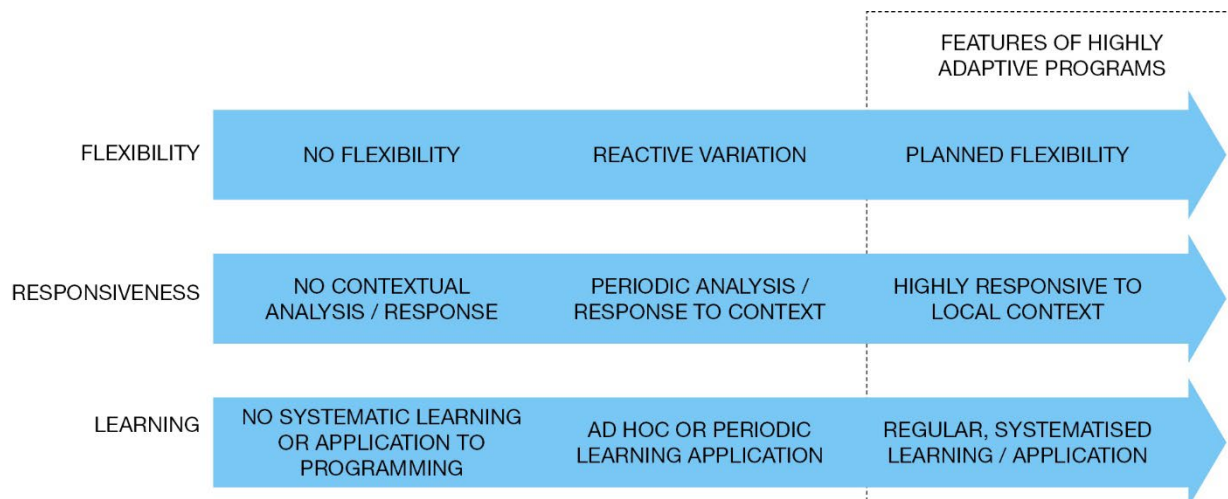 FEATURES OF HIGHLY
ADAPTIVE PROGRAMS
FLEXIBILITY
NO FLEXIBILITY
REACTIVE VARIATION
PLANNED FLEXIBILITY
RESPONSIVENESS
NO CONTEXTUAL
ANALYSIS / RESPONSE
PERIODIC ANALYSIS /
RESPONSE TO CONTEXT
HIGHLY RESPONSIVE TO
LOCAL CONTEXT
LEARNING
NO SYSTEMATIC LEARNING
OR APPLICATION TO
PROGRAMMING
AD HOC OR PERIODIC
LEARNING APPLICATION
REGULAR, SYSTEMATISED
LEARNING / APPLICATION